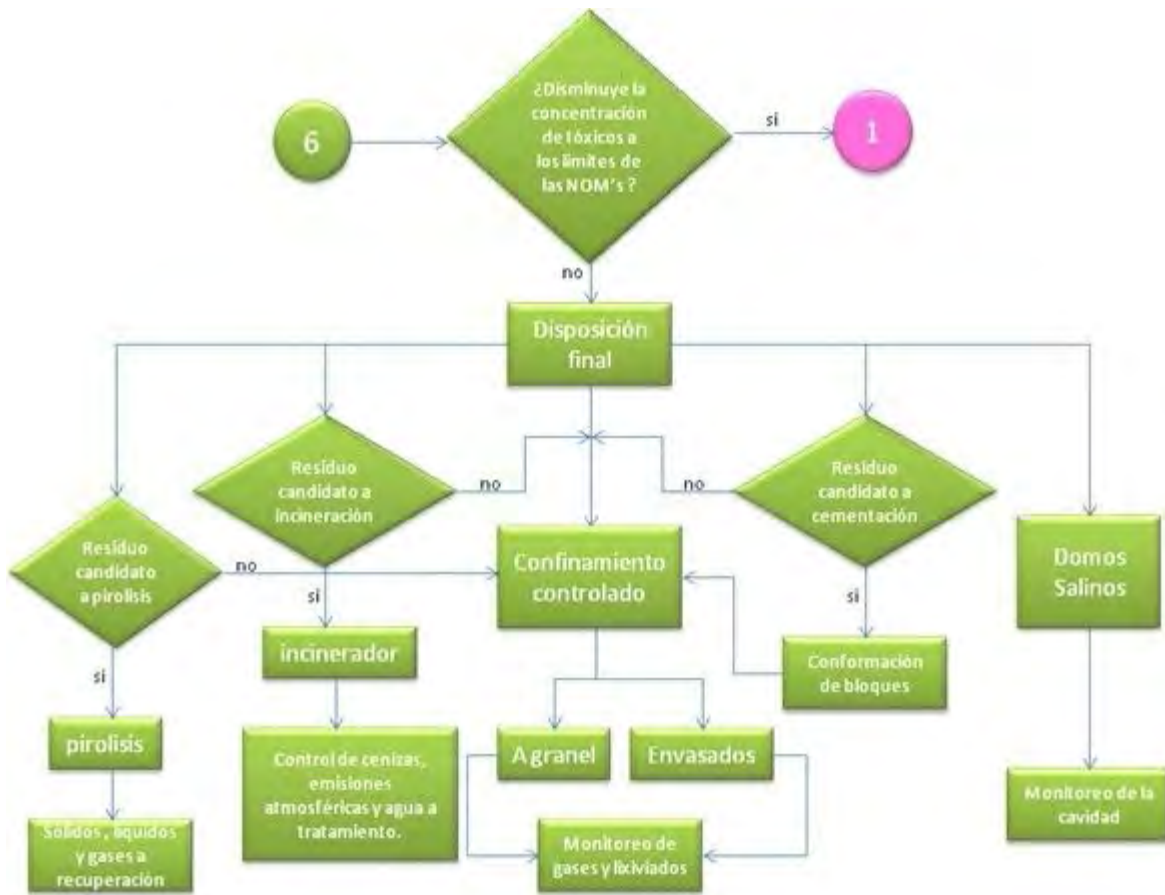 6
¿Disminuye la
concentración
de tóxicos a
los límites de
las NOM's ?
si
1
no
Disposición
final
Residuo
candidato a
incineración
no
no
Residuo
candidato a
cementación
Residuo
candidato
a pirolisis
no
Confinamiento
controlado
Domos
Salinos
si
si
incinerador
Conformación
de bloques
si
pirolisis
Control de cenizas,
emisiones
atmosféricas y agua a
tratamiento.
A granel
Envasados
Monitoreo de la
cavidad
Sólidos, líquidos
y gases a
recuperación
Monitoreo de
gases y lixiviados